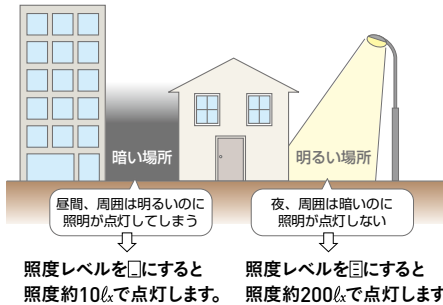 暗い場所
明るい場所
昼間、周囲は明るいのに
照明が点灯してしまう
夜、周囲は暗いのに
照明が点灯しない
照度レベルを にすると
照度約10ℓxで点灯します。
照度レベルを にすると
照度約200ℓxで点灯します